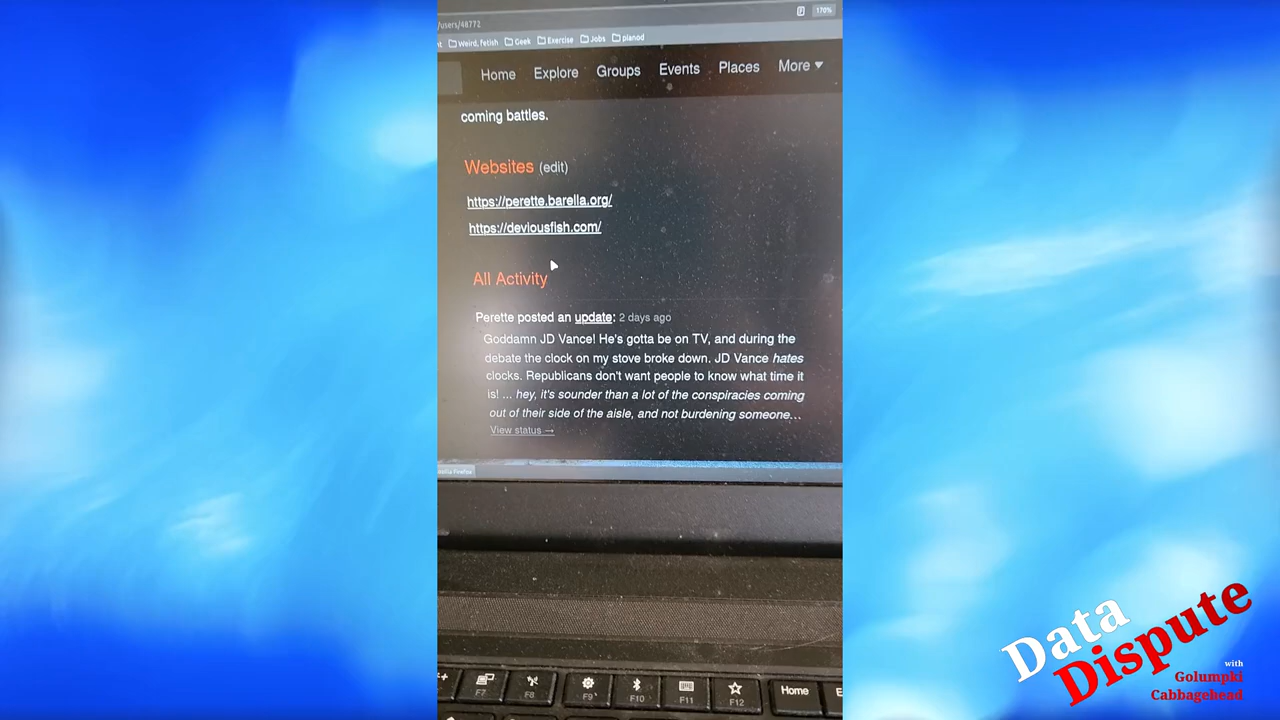 /users/48772
170%
Weird, fetish Geek Exercise Jobs planod
Home Explore Groups Events Places More
coming battles.
Websites (edit)
https://perette.barella.org/
https://deviousfish.com/
All Activity
Perette posted an update: 2 days ago
Goddamn JD Vance! He's gotta be on TV, and during the
debate the clock on my stove broke down. JD Vance hates
clocks. Republicans don't want people to know what time it
is! ... hey, it's sounder than a lot of the conspiracies coming
out of their side of the aisle, and not burdening someone...
View status →
Firefox
F7 F8 F9 F10 F11 F12 Home
Data
Dispute
with
Golumpki
Cabbagehead